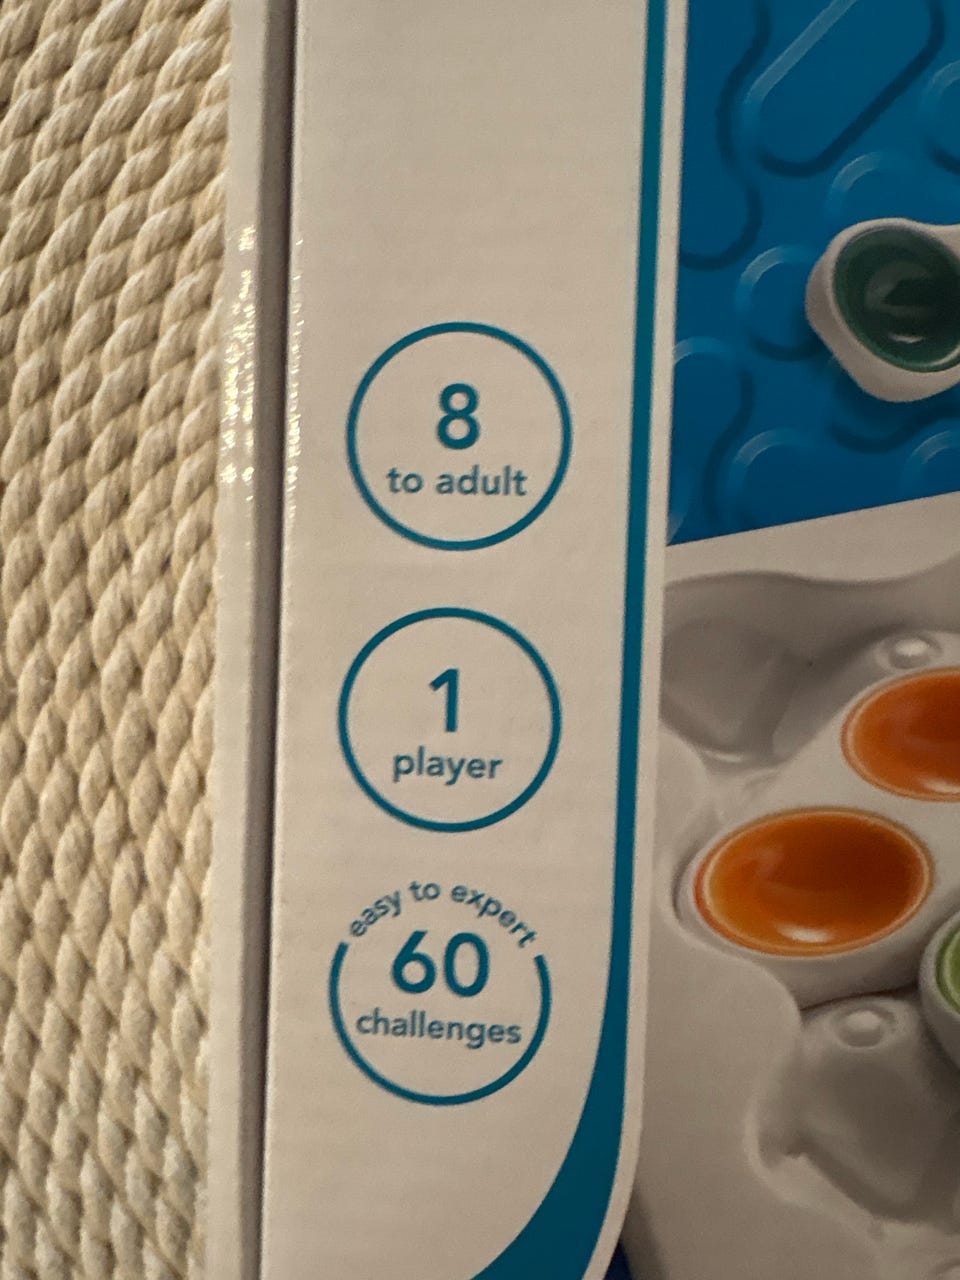 8
to adult
1
player
easy to expert
60
challenges